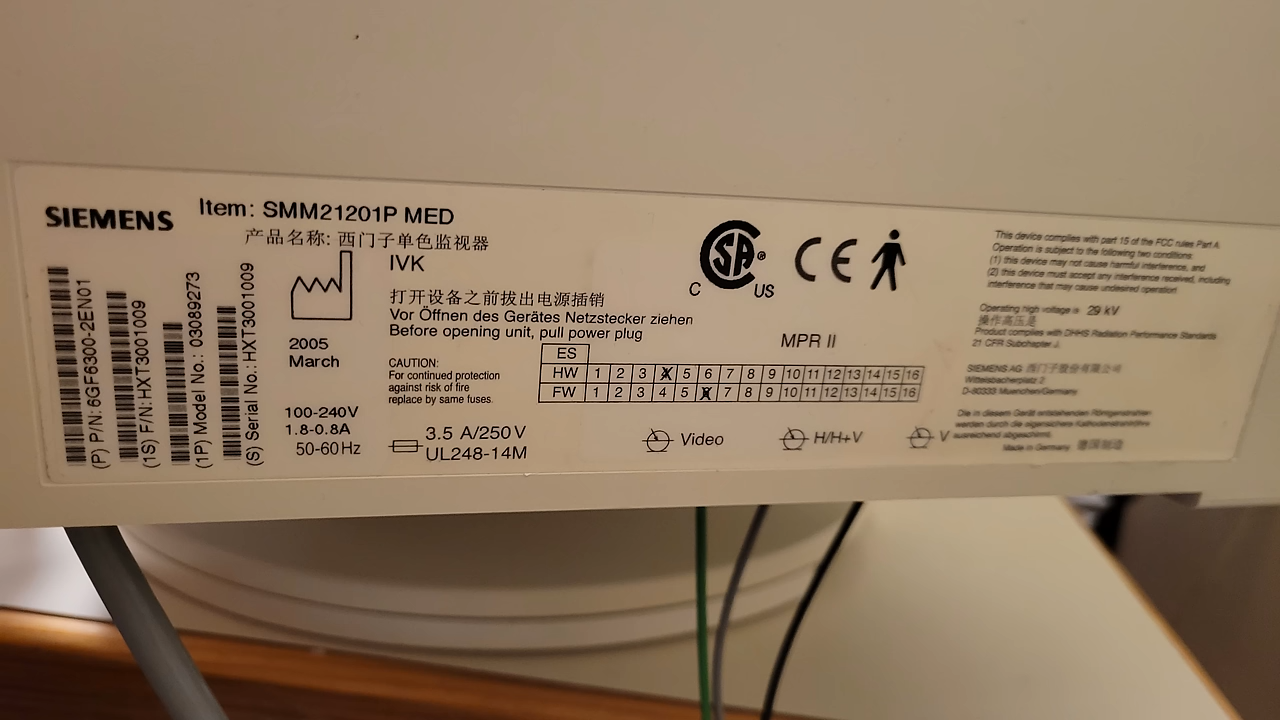 SIEMENS
Item: SMM21201P MED
产品名称: 西门子单色监视器
IVK
(P) P/N: 6GF6300-2EN01
(1S) F/N: HXT3001009
(1P) Model No.: 03089273
(S) Serial No.: HXT3001009
2005
March
100-240V
1.8-0.8A
50-60Hz
打开设备之前拔出电源插销
Vor Öffnen des Gerätes Netzstecker ziehen
Before opening unit, pull power plug
CAUTION:
For continued protection
against risk of fire
replace by same fuses.
3.5 A/250V
UL248-14M
ES
HW 1 2 3 4 5 6 7 8 9 10 11 12 13 14 15 16
FW 1 2 3 4 5 6 7 8 9 10 11 12 13 14 15 16
C SA ® US
CE
MPR II
Video
H/H+V
V
This device complies with part 15 of the FCC rules Part A
Operation is subject to the following two conditions:
(1) this device may not cause harmful interference, and
(2) this device must accept any interference received, including
interference that may cause undesired operation
Operating high voltage is 29 kV
操作高压是
Product complies with DHHS Radiation Performance Standards
21 CFR Subchapter J.
SIEMENS AG 西门子股份有限公司
Wittelsbacherplatz 2
D-80333 Muenchen/Germany
Die in diesem Gerät entstehenden Röntgenstrahlen
werden durch die eigensichere Kathodenstrahlröhre
ausreichend abgeschirmt.
Made in Germany 德国制造